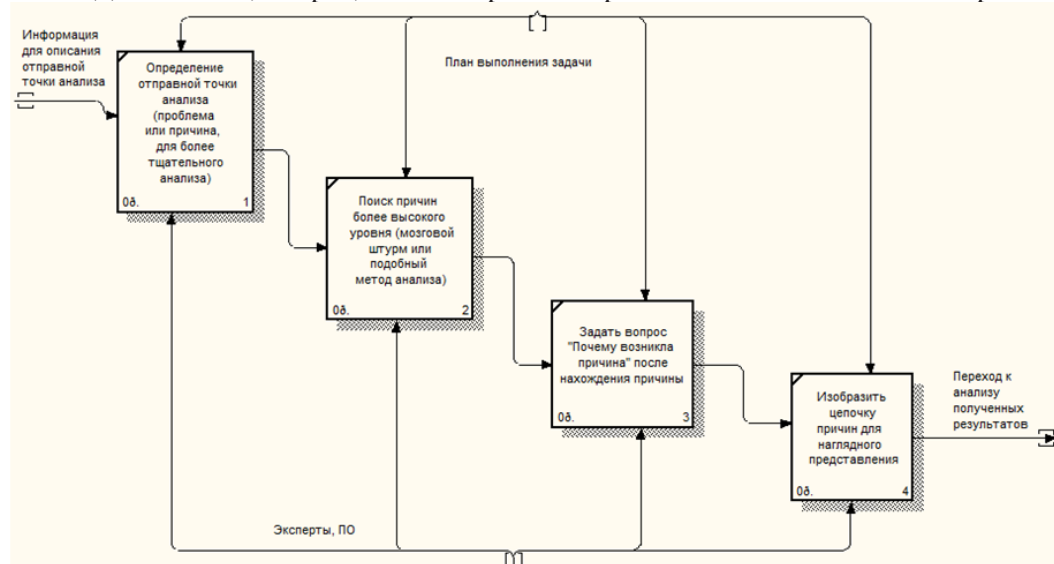 Информация
для описания
отправной
точки анализа
План выполнения задачи
Определение
отправной точки
анализа
(проблема
или причина,
для более
тщательного
анализа)
0д.
1
Поиск причин
более высокого
уровня (мозговой
штурм или
подобный
метод анализа)
0д.
2
Задать вопрос
"Почему возникла
причина" после
нахождения причины
0д.
3
Изобразить
цепочку
причин для
наглядного
представления
0д.
4
Переход к
анализу
полученных
результатов
Эксперты, ПО